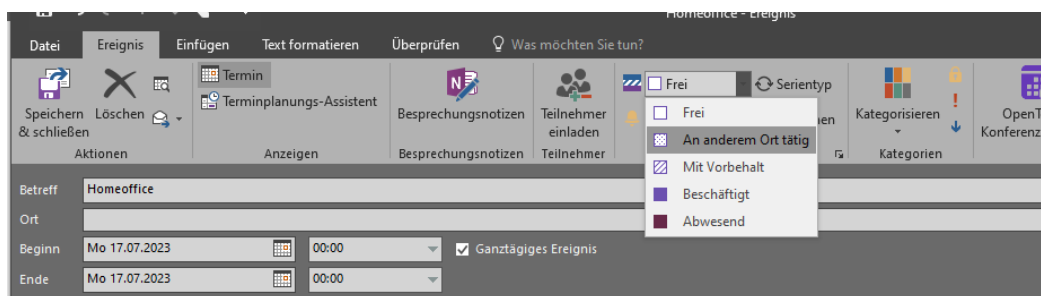 Homeoffice - Ereignis
Datei Ereignis Einfügen Text formatieren Überprüfen Was möchten Sie tun?
Speichern & schließen
Löschen
Termin
Terminplanungs-Assistent
Besprechungsnotizen
Teilnehmer einladen
Frei
Serientyp
Kategorisieren
OpenT
Konferenz
Aktionen Anzeigen Besprechungsnotizen Teilnehmer Kategorien
Frei
An anderem Ort tätig
Mit Vorbehalt
Beschäftigt
Abwesend
Betreff Homeoffice
Ort
Beginn Mo 17.07.2023 00:00 Ganztägiges Ereignis
Ende Mo 17.07.2023 00:00